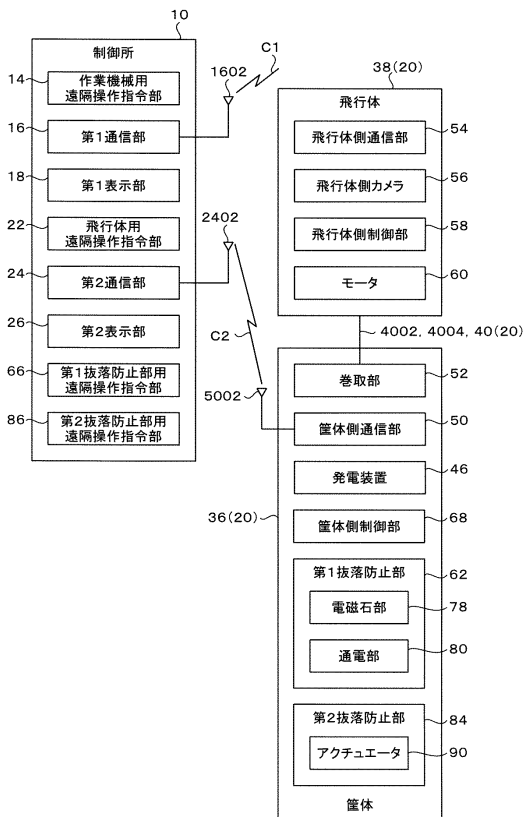 10
制御所
14
作業機械用
遠隔操作指令部
16
第1通信部
18
第1表示部
22
飛行体用
遠隔操作指令部
24
第2通信部
26
第2表示部
66
第1抜落防止部用
遠隔操作指令部
86
第2抜落防止部用
遠隔操作指令部
1602
C1
2402
C2
5002
38(20)
飛行体
飛行体側通信部
54
飛行体側カメラ
56
飛行体側制御部
58
モータ
60
4002, 4004, 40(20)
36(20)
巻取部
52
筐体側通信部
50
発電装置
46
筐体側制御部
68
第1抜落防止部
62
電磁石部
78
通電部
80
第2抜落防止部
84
アクチュエータ
90
筐体